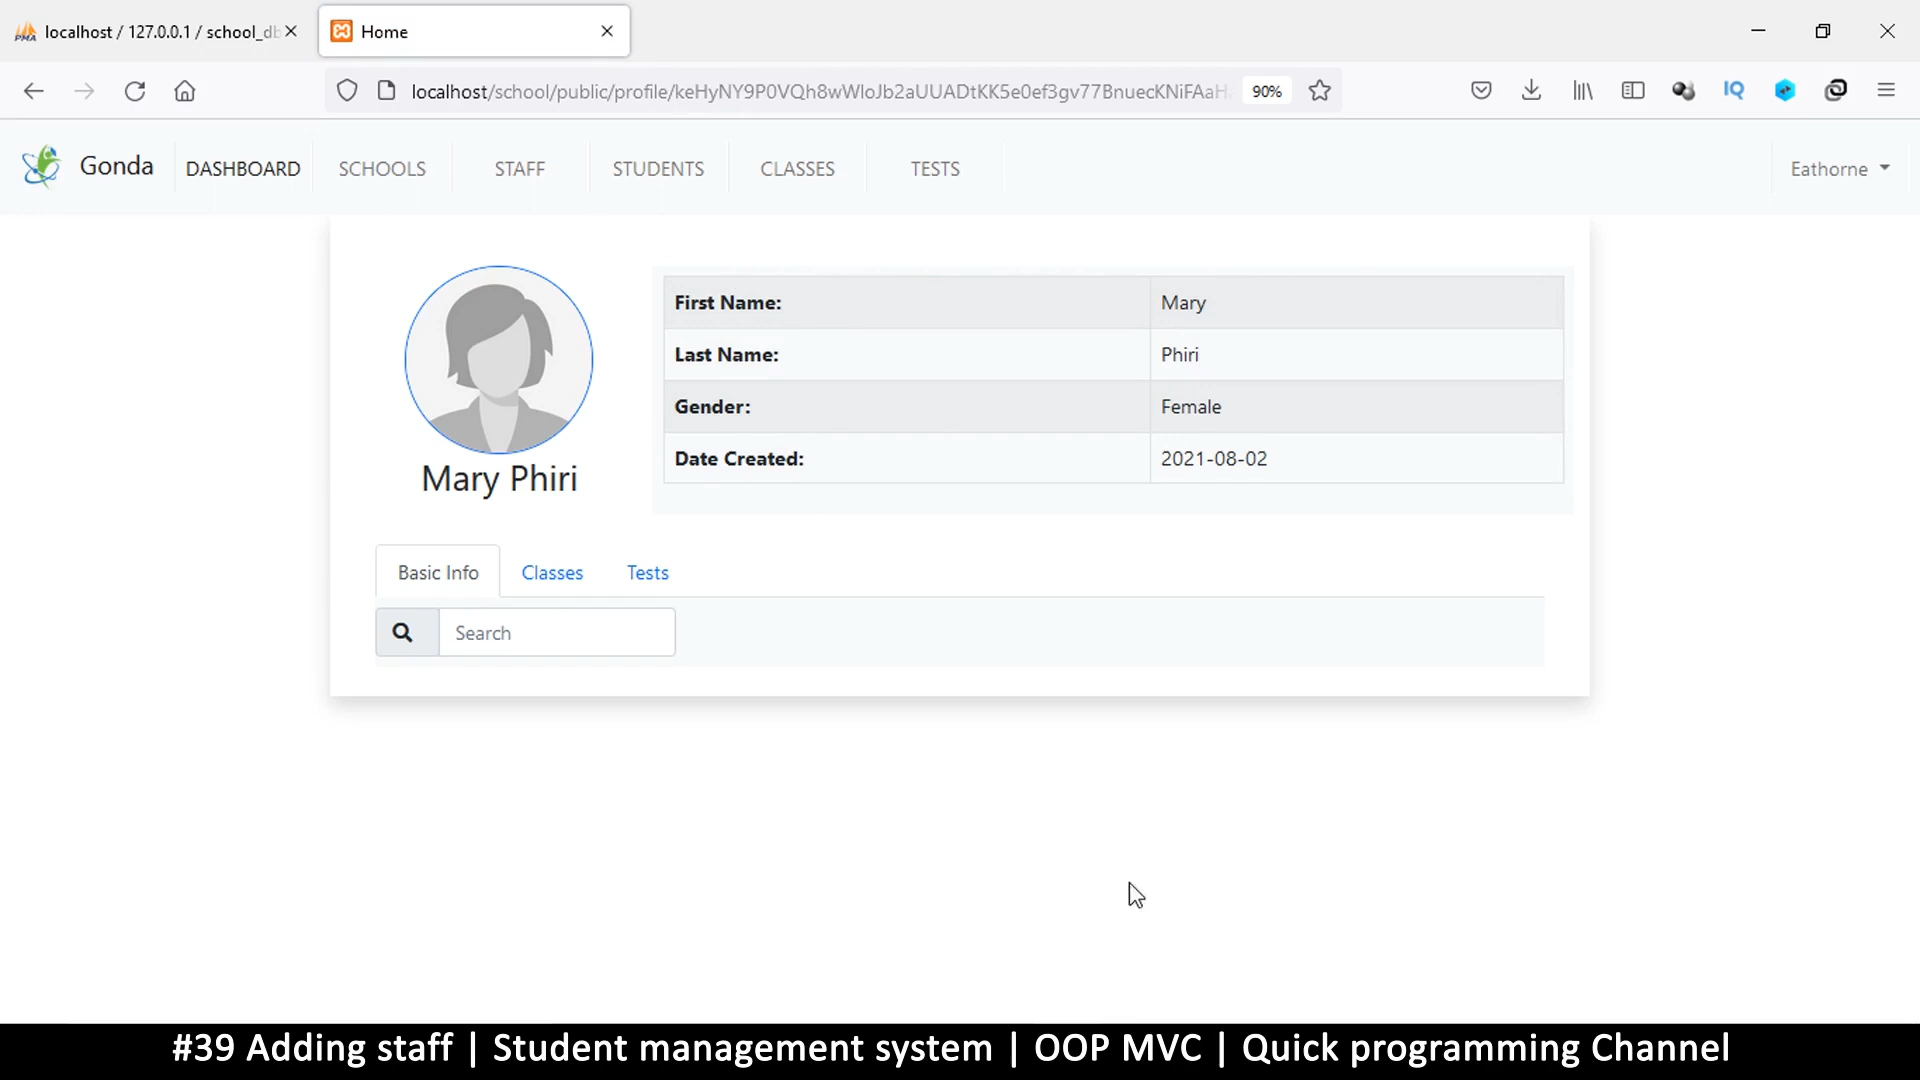 localhost / 127.0.0.1 / school_db
Home
localhost/school/public/profile/keHyNY9P0VQh8wWloJb2aUUADtKK5e0ef3gv77BnuecKNiFAaH
90%
IQ
Gonda
DASHBOARD
SCHOOLS
STAFF
STUDENTS
CLASSES
TESTS
Eathorne
First Name: Mary
Last Name: Phiri
Gender: Female
Date Created: 2021-08-02
Mary Phiri
Basic Info
Classes
Tests
Search
#39 Adding staff | Student management system | OOP MVC | Quick programming Channel